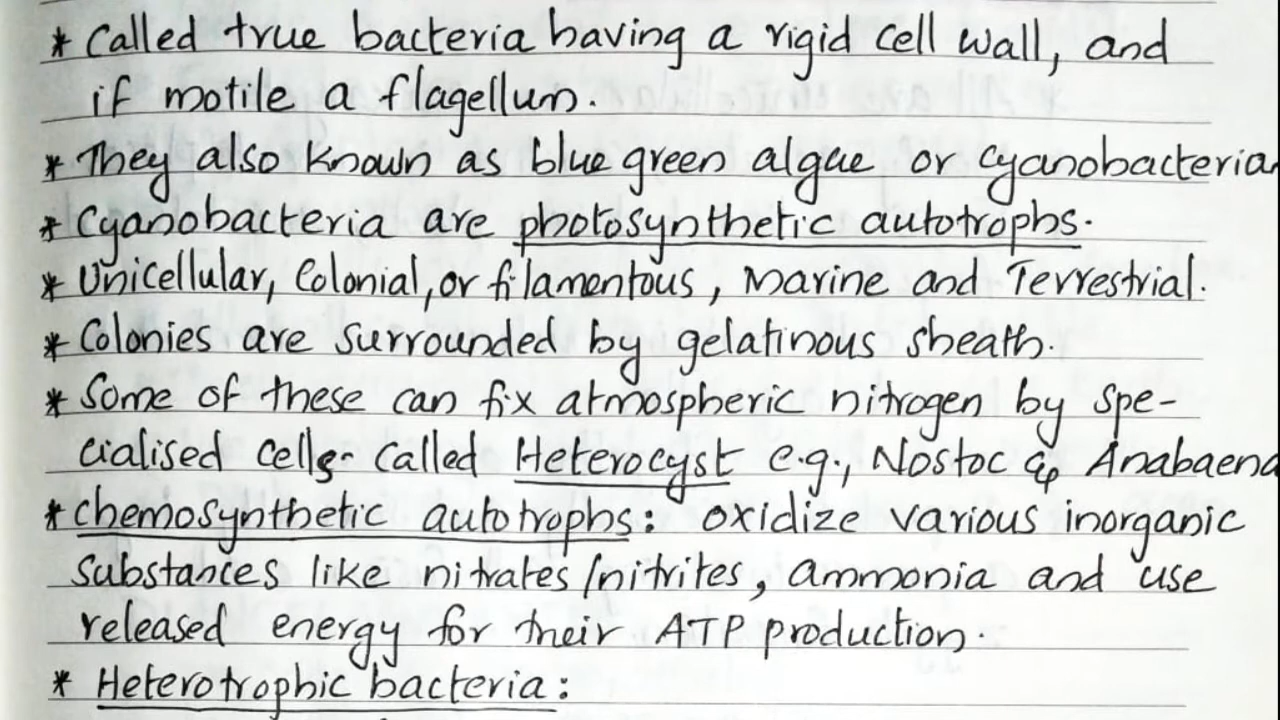 * Called true bacteria having a rigid cell wall, and
if motile a flagellum.
* They also known as blue green algae or cyanobacteria
* Cyanobacteria are photosynthetic autotrophs.
* Unicellular, Colonial, or filamentous, Marine and Terrestrial.
* Colonies are surrounded by gelatinous sheath.
* Some of these can fix atmospheric nitrogen by spe-
cialised cells called Heterocyst e.g., Nostoc & Anabaena
* Chemosynthetic autotrophs: oxidize various inorganic
substances like nitrates/nitrites, ammonia and use
released energy for their ATP production.
* Heterotrophic bacteria: